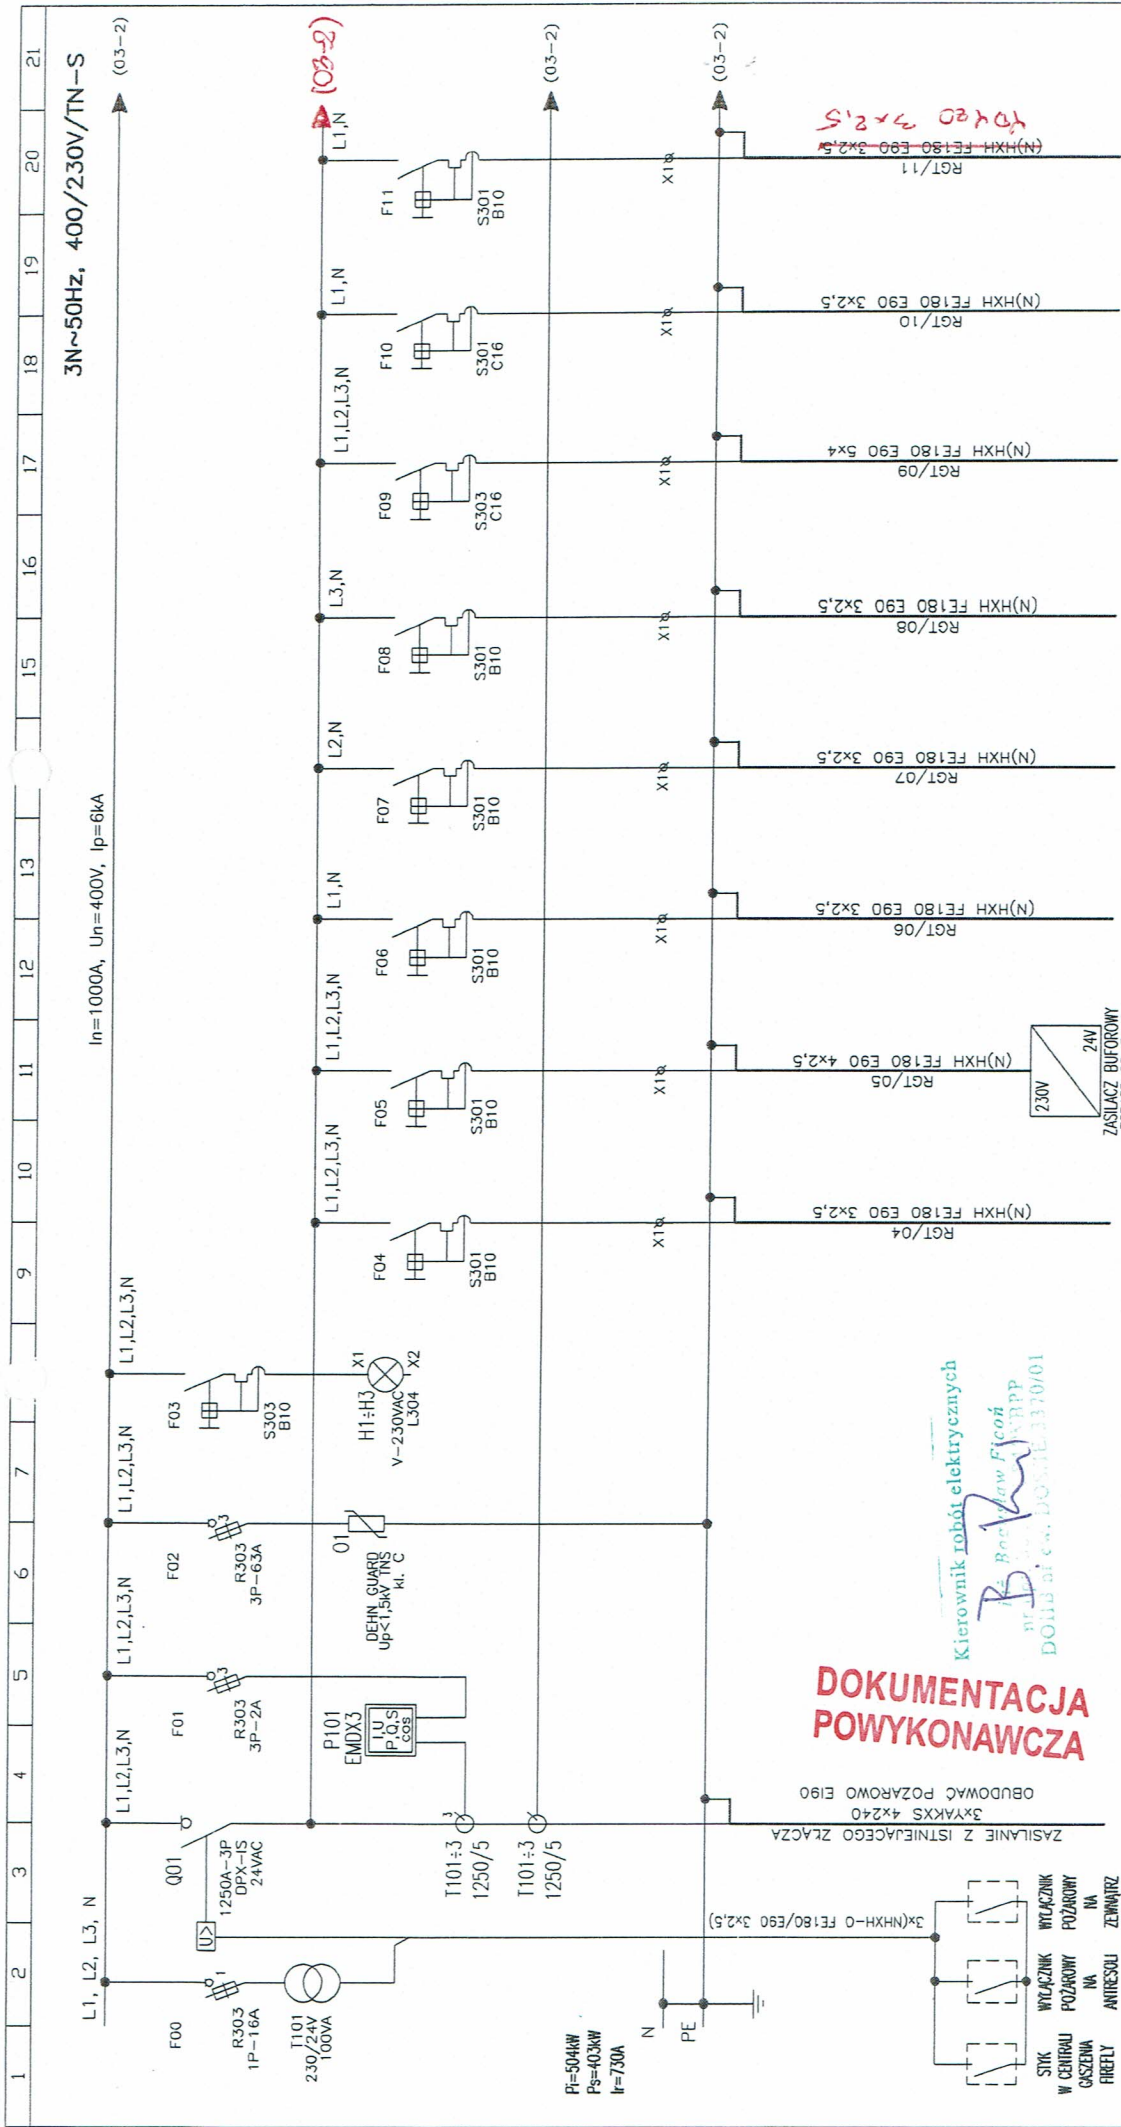 1 2 3 4 5 6 7 9 10 11 12 13 15 16 17 18 19 20 21
3N~50Hz, 400/230V/TN-S
In=1000A, Un=400V, Ip=6kA
L1, L2, L3, N
L1,L2,L3,N
L1,L2,L3,N
L1,L2,L3,N
L1,L2,L3,N
(03-2)
F00
R303
1P-16A
1
T101
230/24V
100VA
U>
Q01
1250A-3P
DPX-IS
24VAC
F01
R303
3P-2A
3
P101
EMDX3
I,U
P,Q,S
cos
T101÷3
1250/5
3
T101÷3
1250/5
F02
R303
3P-63A
3
O1
DEHN GUARD
Up<1,5kV TNS
kl. C
F03
S303
B10
H1÷H3
X1
X2
V-230VAC
L304
L1,L2,L3,N
F04
S301
B10
X1
RGT/04
(N)HXH FE180 E90 3x2,5
L1,L2,L3,N
F05
S301
B10
X1
RGT/05
(N)HXH FE180 E90 4x2,5
230V
24V
ZASILACZ BUFOROWY
L1,N
F06
S301
B10
X1
RGT/06
(N)HXH FE180 E90 3x2,5
L2,N
F07
S301
B10
X1
RGT/07
(N)HXH FE180 E90 3x2,5
L3,N
F08
S301
B10
X1
RGT/08
(N)HXH FE180 E90 3x2,5
L1,L2,L3,N
F09
S303
C16
X1
RGT/09
(N)HXH FE180 E90 5x4
L1,N
F10
S301
C16
X1
RGT/10
(N)HXH FE180 E90 3x2,5
L1,N
F11
S301
B10
X1
RGT/11
(N)HXH FE180 E90 3x2,5
YDY20 3x2,5
(03-2)
(03-2)
(03-2)
Pi=504kW
Ps=403kW
Ir=730A
N
PE
3x(NHXH-O FE180/E90 3x2,5)
ZASILANIE Z ISTNIEJĄCEGO ZŁĄCZA
3xYAKXS 4x240
OBUDOWAĆ POŻAROWO EI90
STYK
W CENTRALI
GASZENIA
FIREFLY
WYŁĄCZNIK
POŻAROWY
NA
ANTRESOLI
WYŁĄCZNIK
POŻAROWY
NA
ZEWNĄTRZ
DOKUMENTACJA
POWYKONAWCZA
Kierownik robót elektrycznych
Bogusław Ficoń